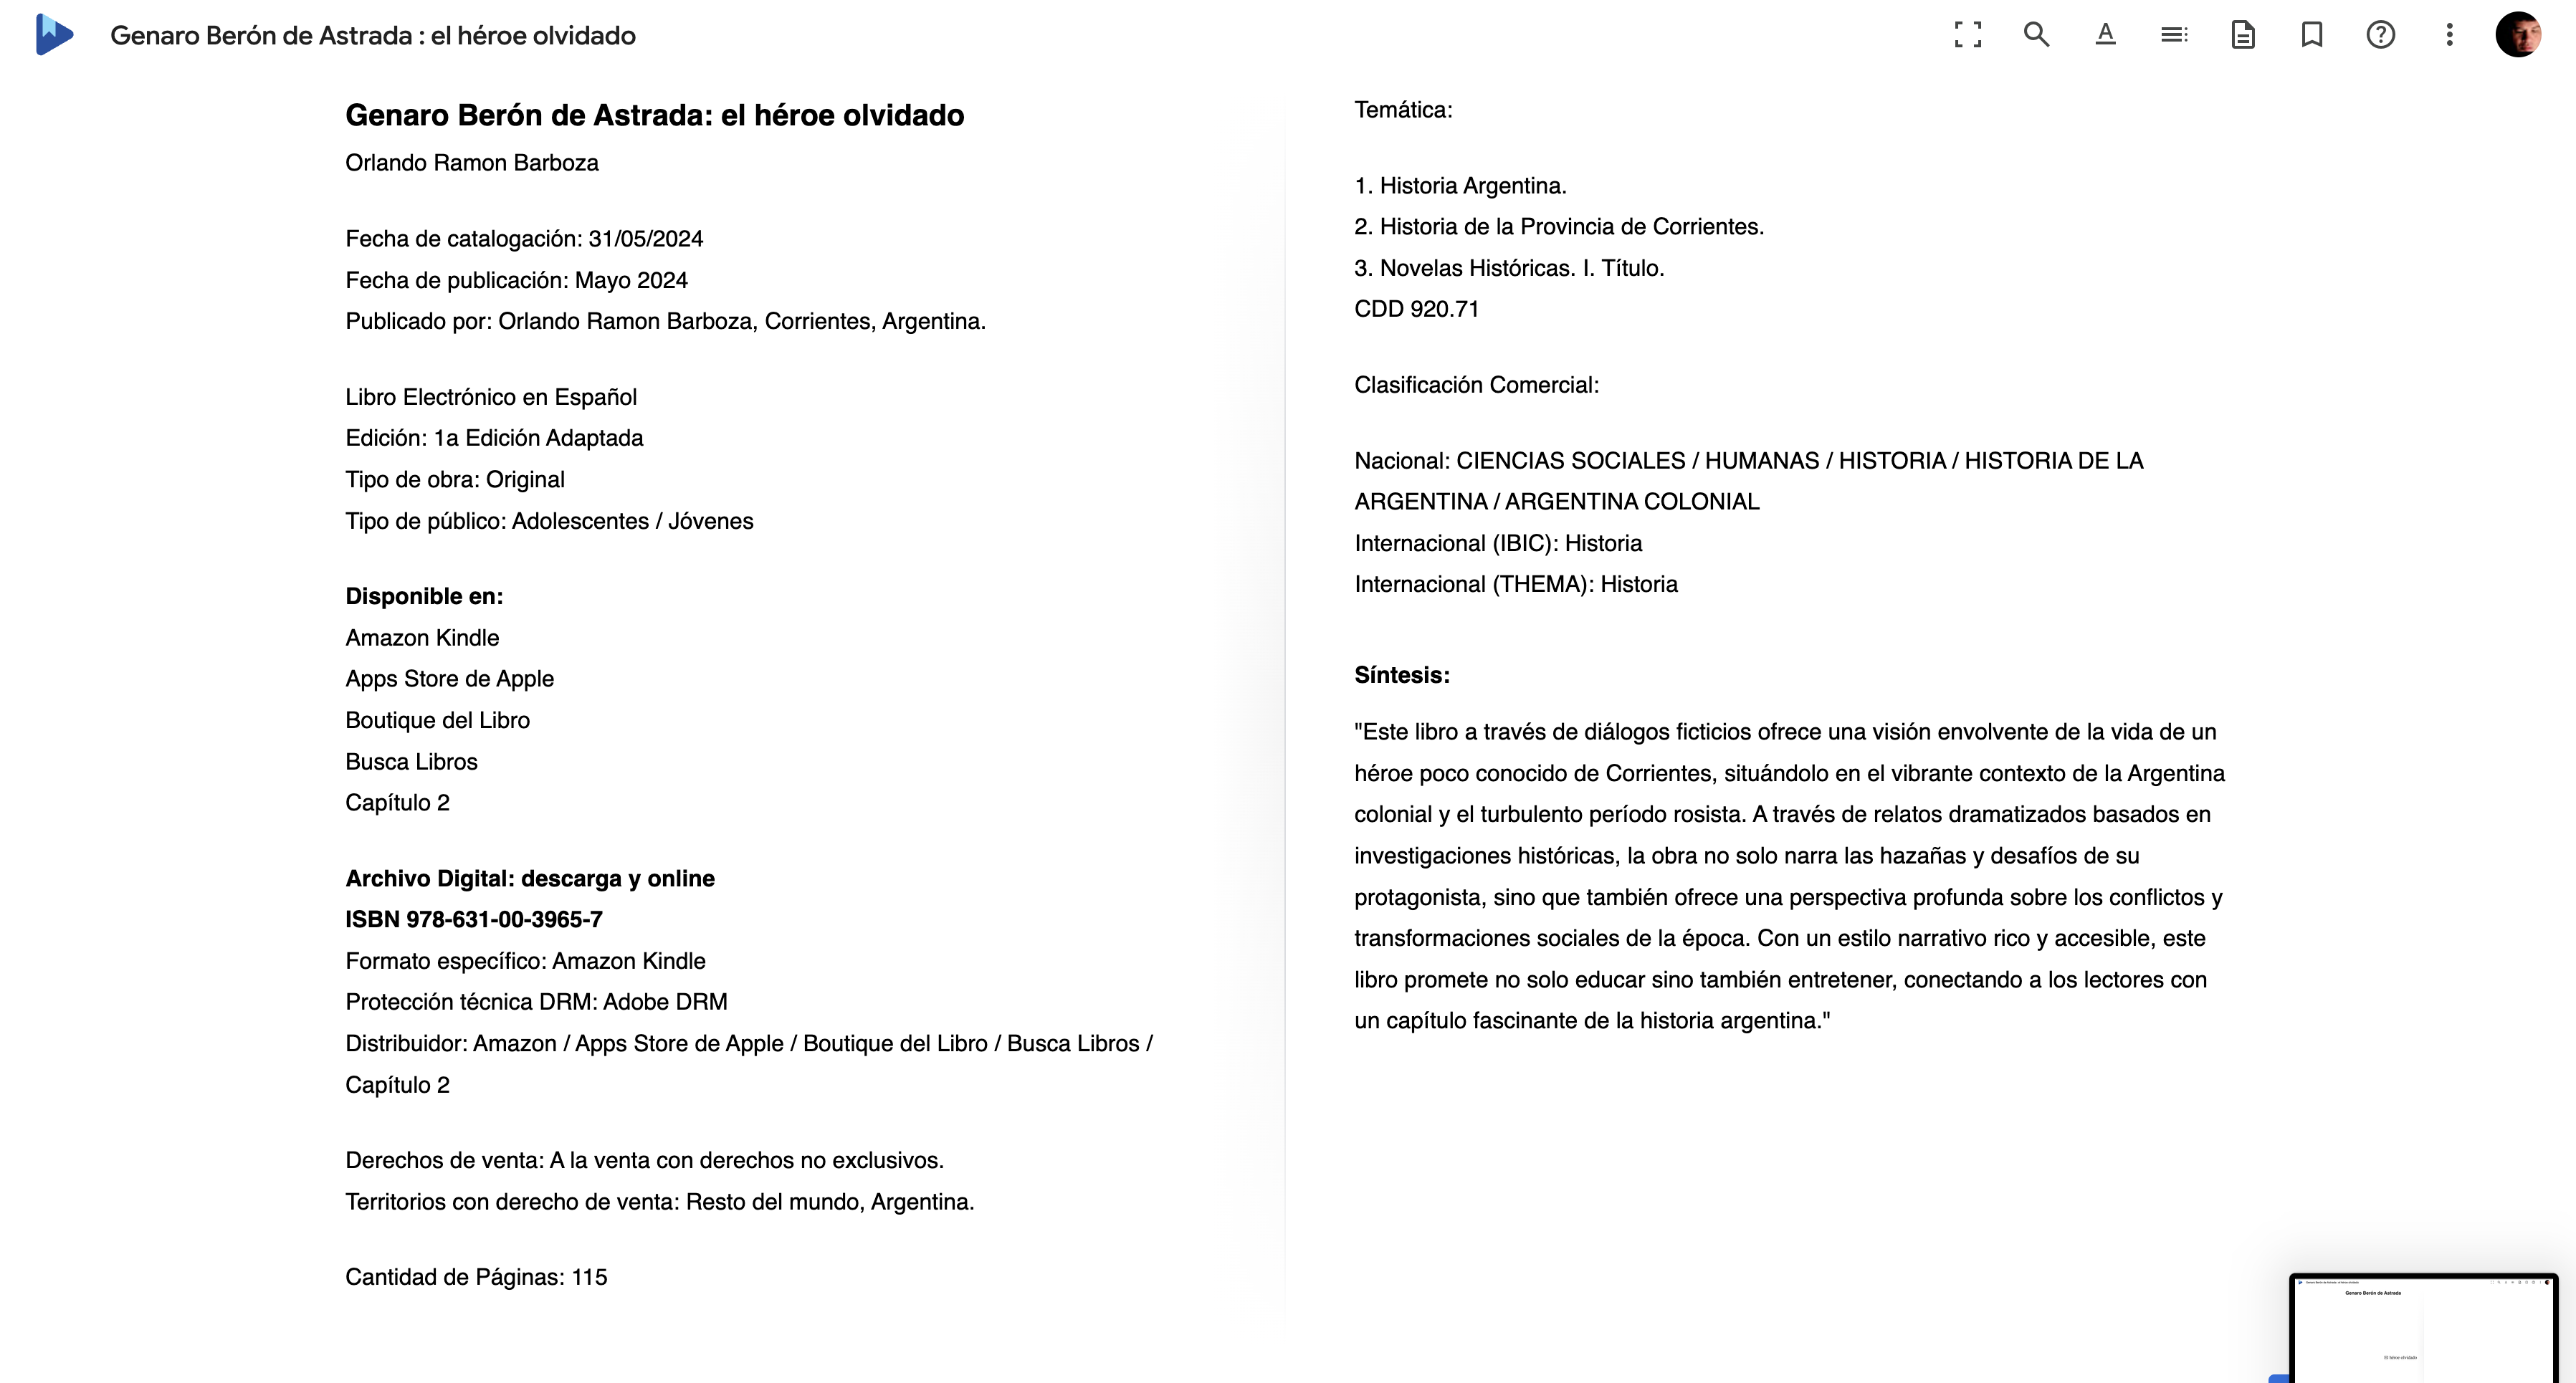 Genaro Berón de Astrada : el héroe olvidado
Genaro Berón de Astrada: el héroe olvidado
Orlando Ramon Barboza
Fecha de catalogación: 31/05/2024
Fecha de publicación: Mayo 2024
Publicado por: Orlando Ramon Barboza, Corrientes, Argentina.
Libro Electrónico en Español
Edición: 1a Edición Adaptada
Tipo de obra: Original
Tipo de público: Adolescentes / Jóvenes
Disponible en:
Amazon Kindle
Apps Store de Apple
Boutique del Libro
Busca Libros
Capítulo 2
Archivo Digital: descarga y online
ISBN 978-631-00-3965-7
Formato específico: Amazon Kindle
Protección técnica DRM: Adobe DRM
Distribuidor: Amazon / Apps Store de Apple / Boutique del Libro / Busca Libros /
Capítulo 2
Derechos de venta: A la venta con derechos no exclusivos.
Territorios con derecho de venta: Resto del mundo, Argentina.
Cantidad de Páginas: 115
Temática:
1. Historia Argentina.
2. Historia de la Provincia de Corrientes.
3. Novelas Históricas. I. Título.
CDD 920.71
Clasificación Comercial:
Nacional: CIENCIAS SOCIALES / HUMANAS / HISTORIA / HISTORIA DE LA
ARGENTINA / ARGENTINA COLONIAL
Internacional (IBIC): Historia
Internacional (THEMA): Historia
Síntesis:
"Este libro a través de diálogos ficticios ofrece una visión envolvente de la vida de un
héroe poco conocido de Corrientes, situándolo en el vibrante contexto de la Argentina
colonial y el turbulento período rosista. A través de relatos dramatizados basados en
investigaciones históricas, la obra no solo narra las hazañas y desafíos de su
protagonista, sino que también ofrece una perspectiva profunda sobre los conflictos y
transformaciones sociales de la época. Con un estilo narrativo rico y accesible, este
libro promete no solo educar sino también entretener, conectando a los lectores con
un capítulo fascinante de la historia argentina."
Genaro Berón de Astrada
El héroe olvidado